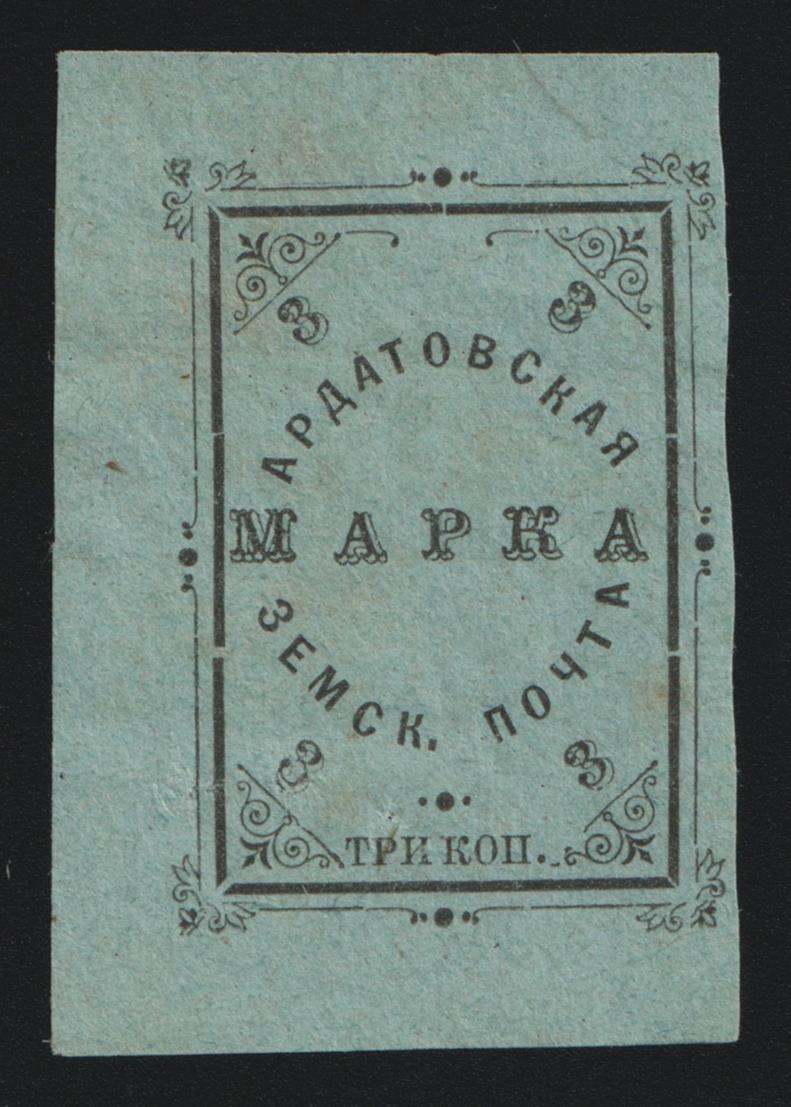 3 3
АРДАТОВСКАЯ
МАРКА
ЗЕМСК. ПОЧТА
3 3
ТРИ КОП.